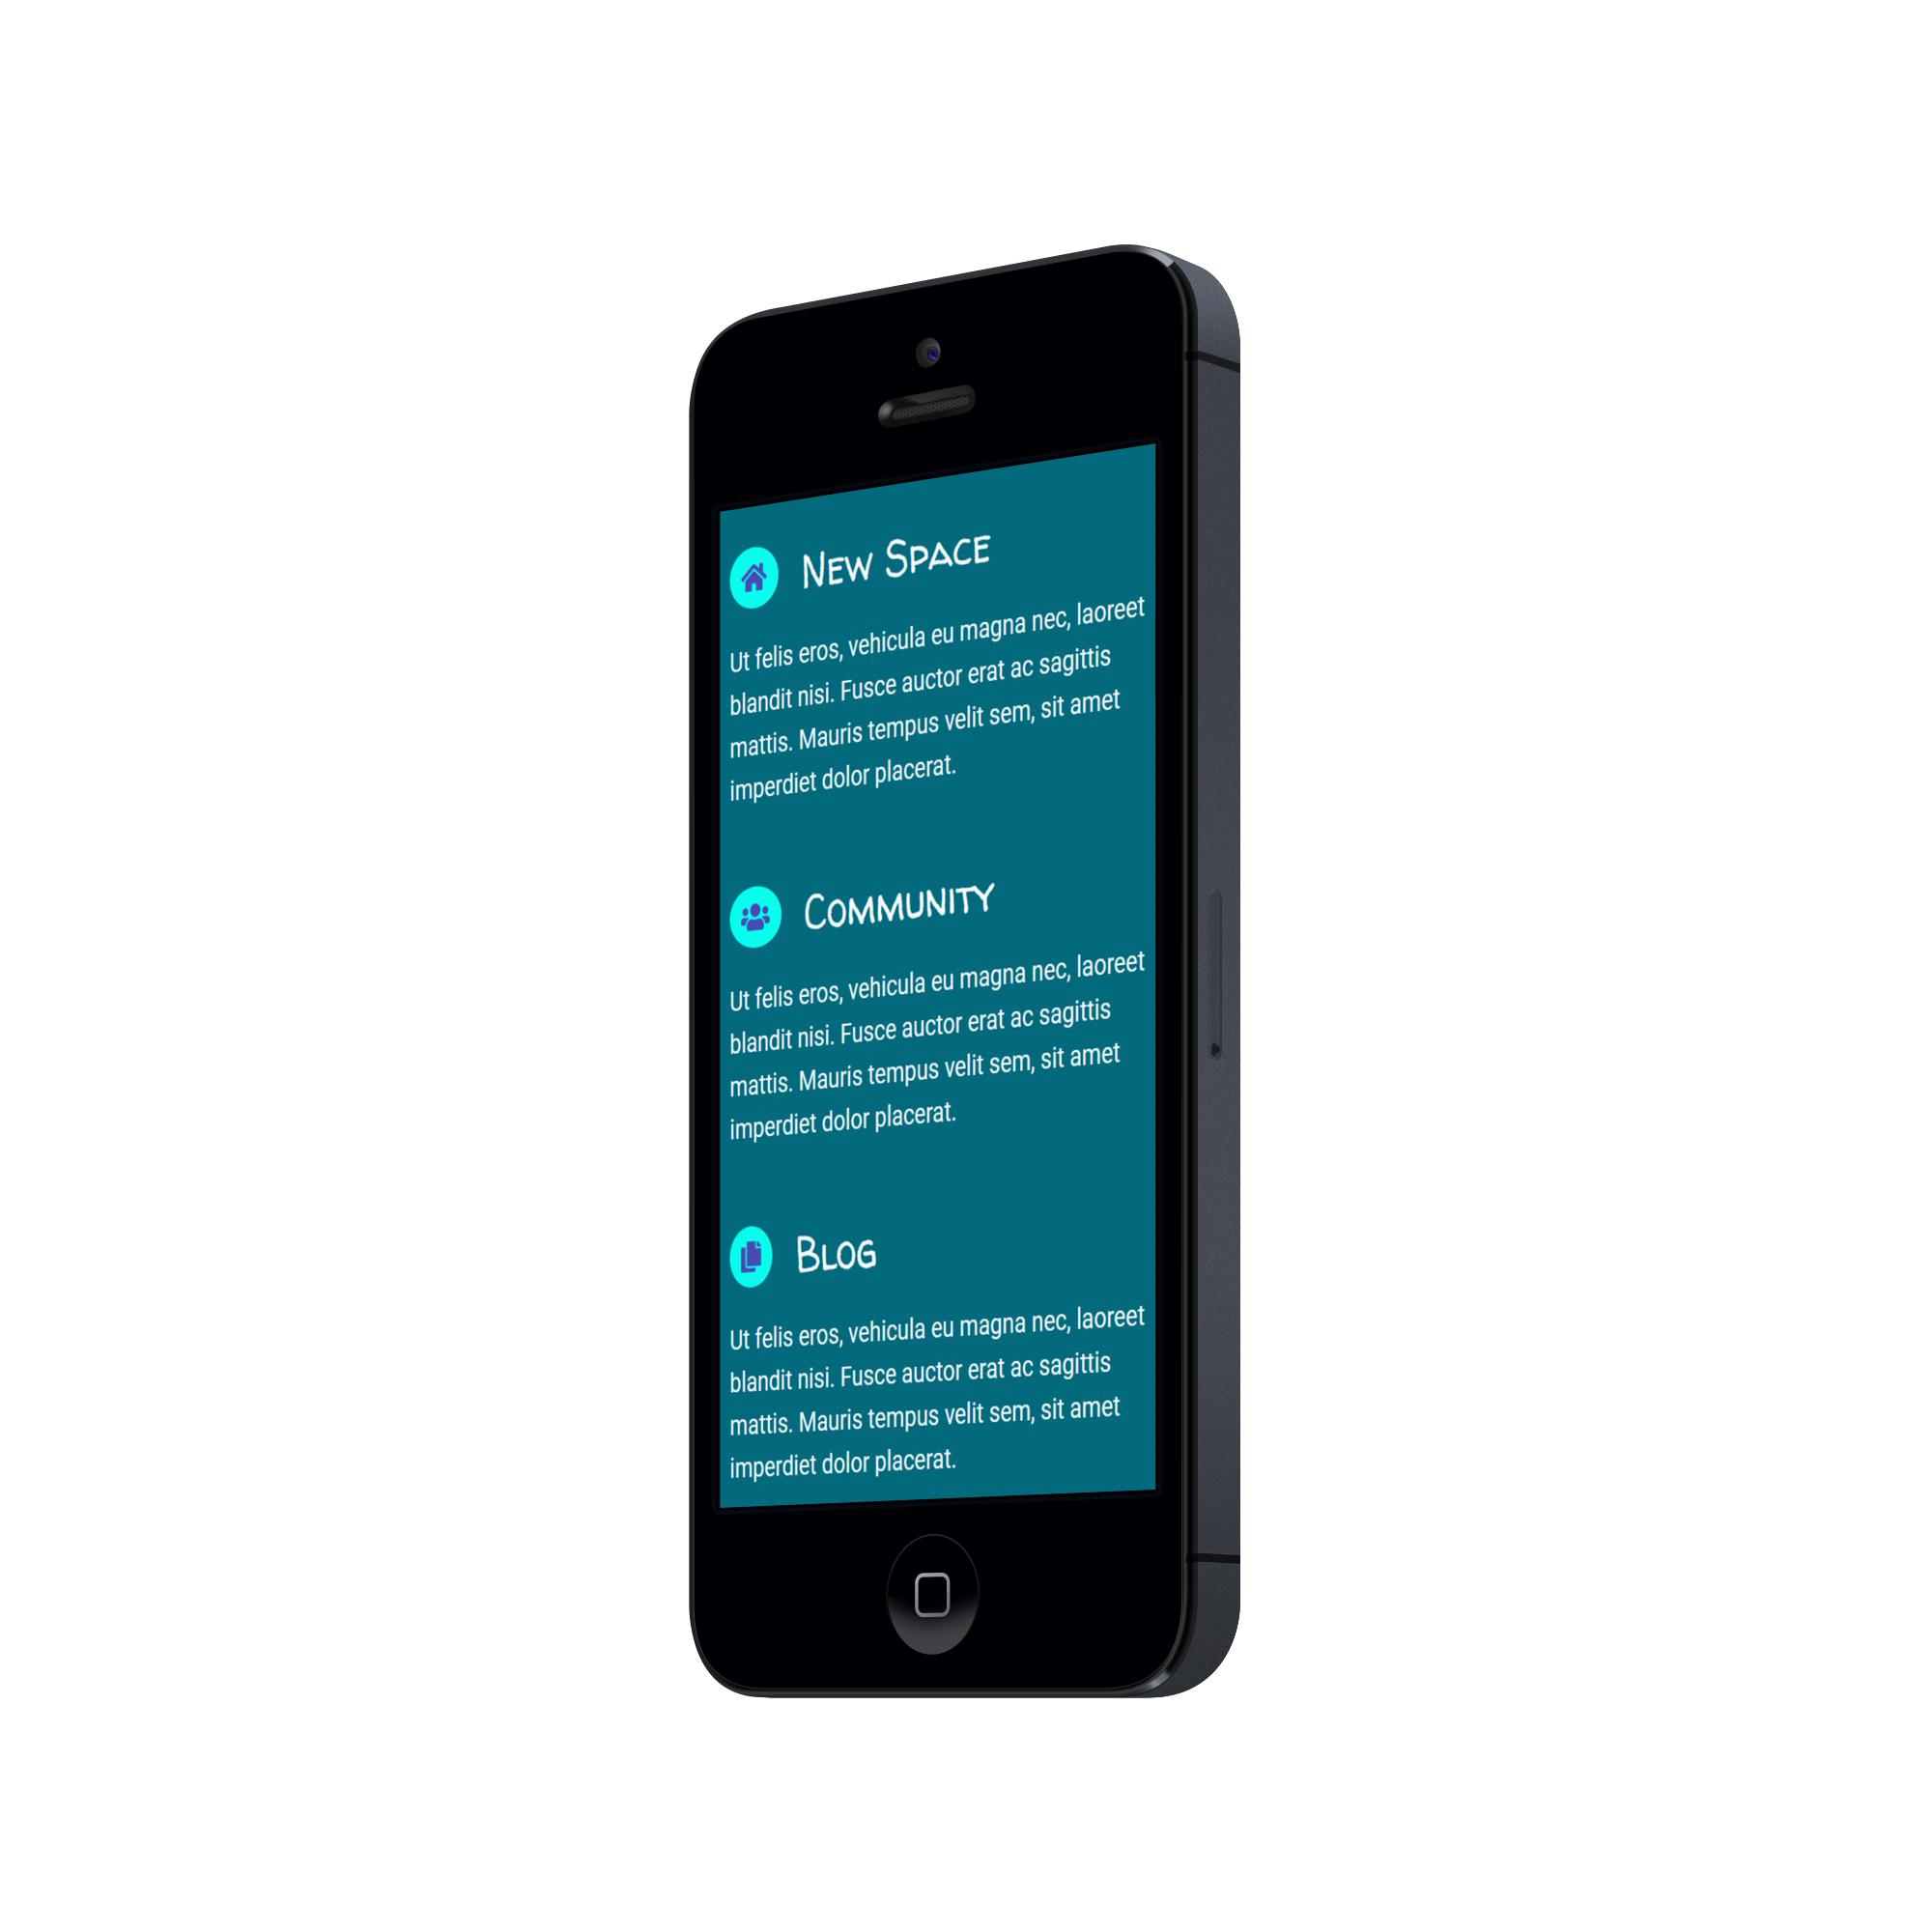 New Space
Ut felis eros, vehicula eu magna nec, laoreet
blandit nisi. Fusce auctor erat ac sagittis
mattis. Mauris tempus velit sem, sit amet
imperdiet dolor placerat.
Community
Ut felis eros, vehicula eu magna nec, laoreet
blandit nisi. Fusce auctor erat ac sagittis
mattis. Mauris tempus velit sem, sit amet
imperdiet dolor placerat.
Blog
Ut felis eros, vehicula eu magna nec, laoreet
blandit nisi. Fusce auctor erat ac sagittis
mattis. Mauris tempus velit sem, sit amet
imperdiet dolor placerat.